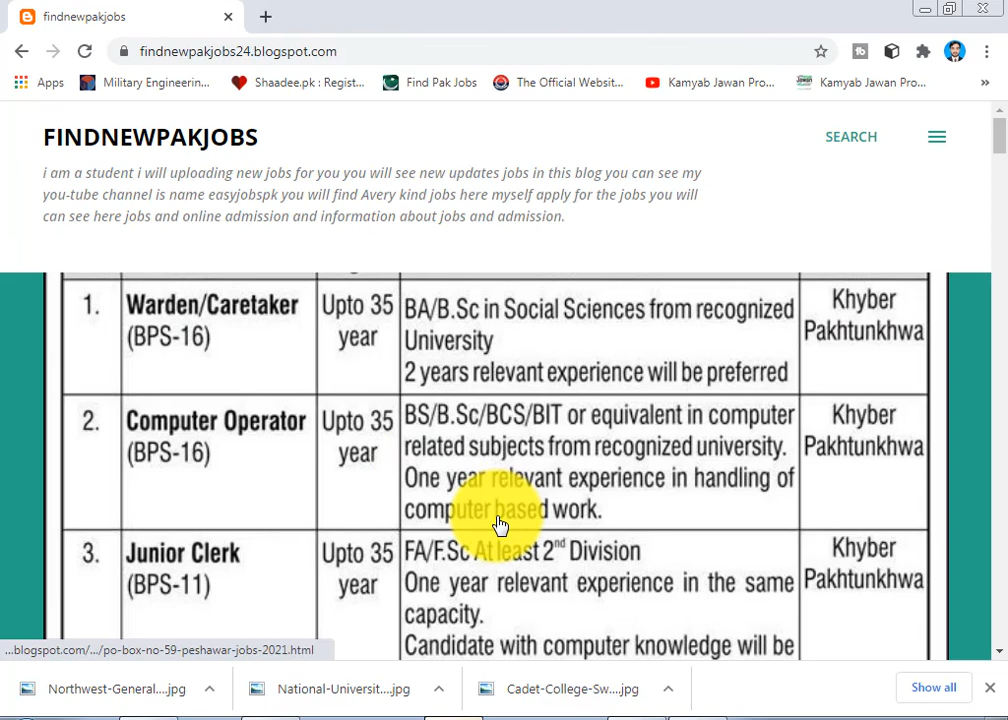 findnewpakjobs
findnewpakjobs24.blogspot.com
Apps
Military Engineerin...
Shaadee.pk : Regist...
Find Pak Jobs
The Official Websit...
Kamyab Jawan Pro...
Kamyab Jawan Pro...
»
FINDNEWPAKJOBS
SEARCH
i am a student i will uploading new jobs for you you will see new updates jobs in this blog you can see my
you-tube channel is name easyjobspk you will find Avery kind jobs here myself apply for the jobs you will
can see here jobs and online admission and information about jobs and admission.
1.
Warden/Caretaker
(BPS-16)
Upto 35
year
BA/B.Sc in Social Sciences from recognized
University
2 years relevant experience will be preferred
Khyber
Pakhtunkhwa
2.
Computer Operator
(BPS-16)
Upto 35
year
BS/B.Sc/BCS/BIT or equivalent in computer
related subjects from recognized university.
One year relevant experience in handling of
computer based work.
Khyber
Pakhtunkhwa
3.
Junior Clerk
(BPS-11)
Upto 35
year
FA/F.Sc At least 2nd Division
One year relevant experience in the same
capacity.
Candidate with computer knowledge will be
Khyber
Pakhtunkhwa
...blogspot.com/.../po-box-no-59-peshawar-jobs-2021.html
Northwest-General....jpg
National-Universit....jpg
Cadet-College-Sw....jpg
Show all